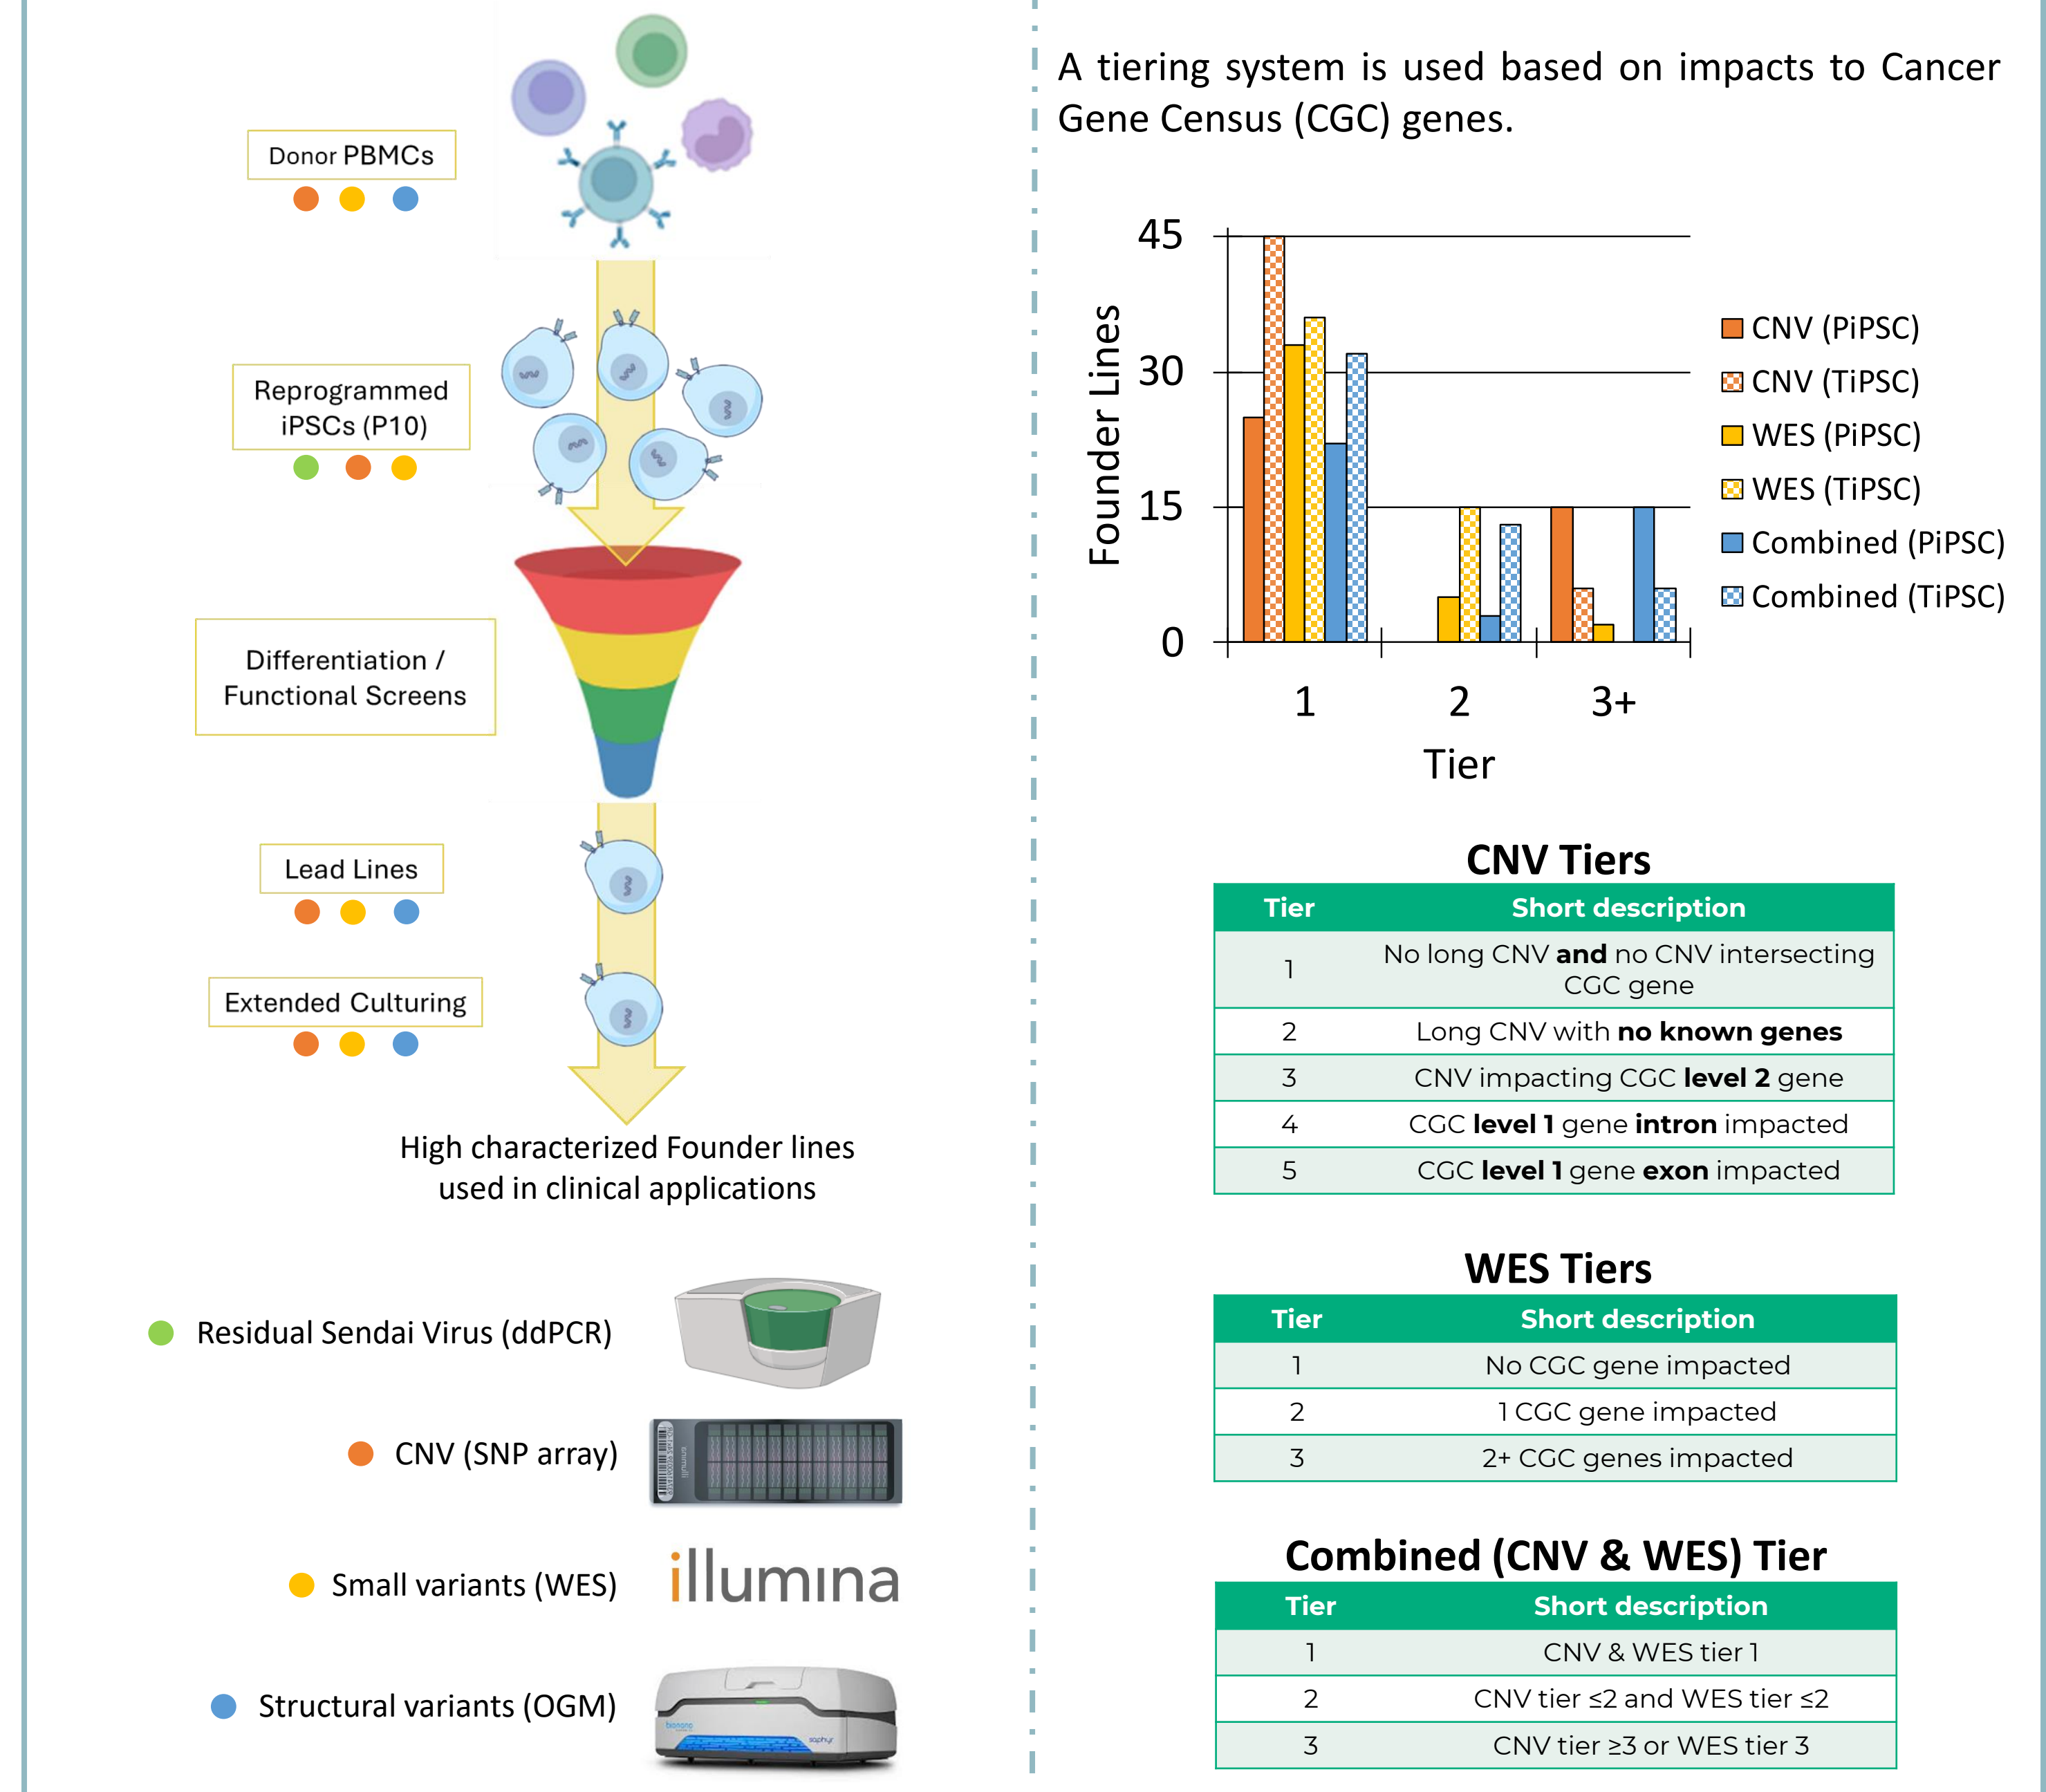 Donor PBMCs
Reprogrammed
iPSCs (P10)
Differentiation /
Functional Screens
Lead Lines
Extended Culturing
High characterized Founder lines
used in clinical applications
Residual Sendai Virus (ddPCR)
CNV (SNP array)
Small variants (WES)
illumina
Structural variants (OGM)
bionano
saphyr
A tiering system is used based on impacts to Cancer
Gene Census (CGC) genes.
45
30
15
0
Founder Lines
1 2 3+
Tier
CNV (PiPSC)
CNV (TiPSC)
WES (PiPSC)
WES (TiPSC)
Combined (PiPSC)
Combined (TiPSC)
CNV Tiers
Tier Short description
1 No long CNV and no CNV intersecting
CGC gene
2 Long CNV with no known genes
3 CNV impacting CGC level 2 gene
4 CGC level 1 gene intron impacted
5 CGC level 1 gene exon impacted
WES Tiers
Tier Short description
1 No CGC gene impacted
2 1 CGC gene impacted
3 2+ CGC genes impacted
Combined (CNV & WES) Tier
Tier Short description
1 CNV & WES tier 1
2 CNV tier ≤2 and WES tier ≤2
3 CNV tier ≥3 or WES tier 3